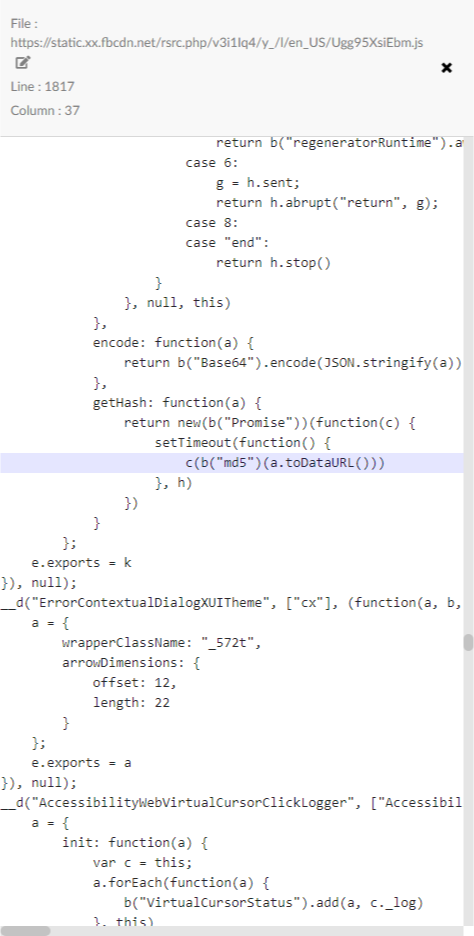 File :
https://static.xx.fbcdn.net/rsrc.php/v3i1Iq4/y_/l/en_US/Ugg95XsiEbm.js
Line : 1817
Column : 37
return b("regeneratorRuntime").a
case 6:
g = h.sent;
return h.abrupt("return", g);
case 8:
case "end":
return h.stop()
}
}, null, this)
},
encode: function(a) {
return b("Base64").encode(JSON.stringify(a))
},
getHash: function(a) {
return new(b("Promise"))(function(c) {
setTimeout(function() {
c(b("md5")(a.toDataURL()))
}, h)
})
}
};
e.exports = k
}), null);
__d("ErrorContextualDialogXUITheme", ["cx"], (function(a, b,
a = {
wrapperClassName: "_572t",
arrowDimensions: {
offset: 12,
length: 22
}
};
e.exports = a
}), null);
__d("AccessibilityWebVirtualCursorClickLogger", ["Accessibil
a = {
init: function(a) {
var c = this;
a.forEach(function(a) {
b("VirtualCursorStatus").add(a, c._log)
}, this)